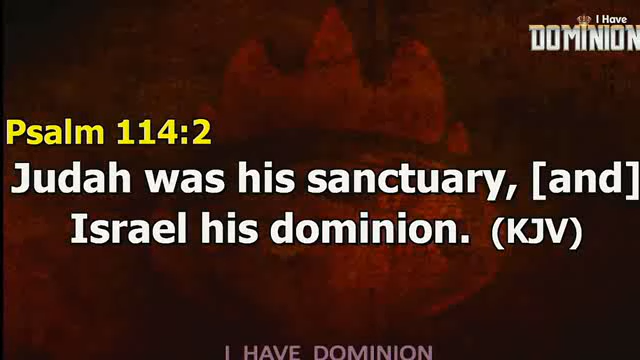 I Have
DOMINION
Psalm 114:2
Judah was his sanctuary, [and]
Israel his dominion. (KJV)
I HAVE DOMINION